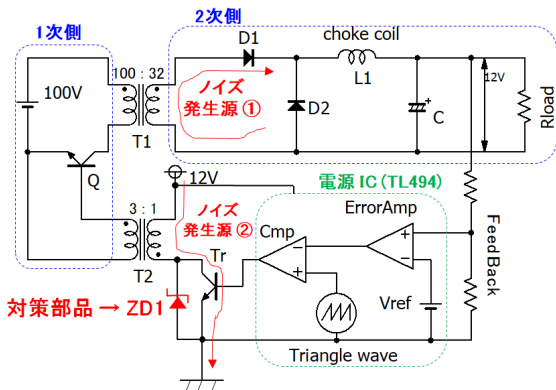 1次側
2次側
D1
choke coil
L1
100 : 32
100V
ノイズ
発生源①
D2
C
+
12V
Rload
T1
Q
3 : 1
12V
ノイズ
発生源②
電源 IC (TL494)
ErrorAmp
Cmp
T2
Tr
+
−
+
−
FeedBack
Vref
対策部品 → ZD1
Triangle wave